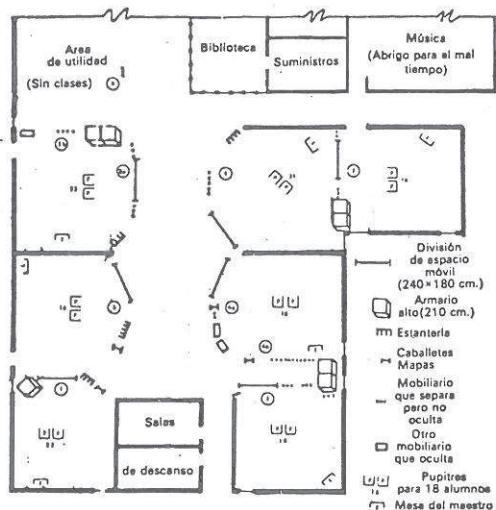 Area
de utilidad
(Sin clases)
Biblioteca
Suministros
Música
(Abrigo para el mal
tiempo)
Salas
de descanso
División
de espacio
móvil
(240×180 cm.)
Armario
alto (210 cm.)
Estantería
Caballetes
Mapas
Mobiliario
que separa
pero no
oculta
Otro
mobiliario
que oculta
Pupitres
para 18 alumnos
18
Mesa del maestro